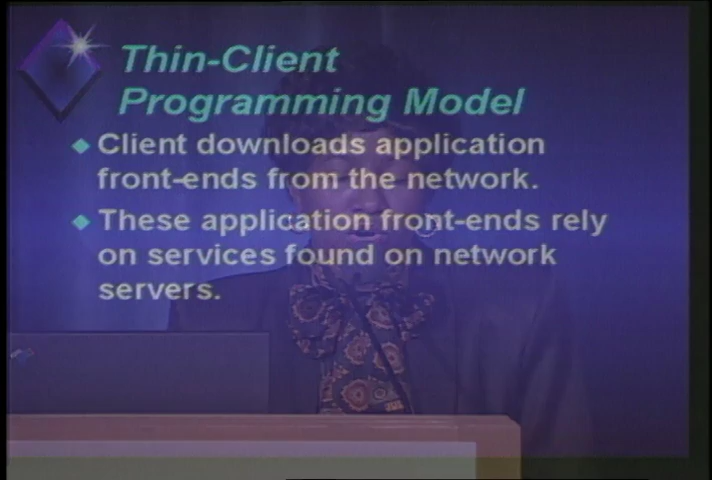 Thin-Client
Programming Model
Client downloads application
front-ends from the network.
These application front-ends rely
on services found on network
servers.